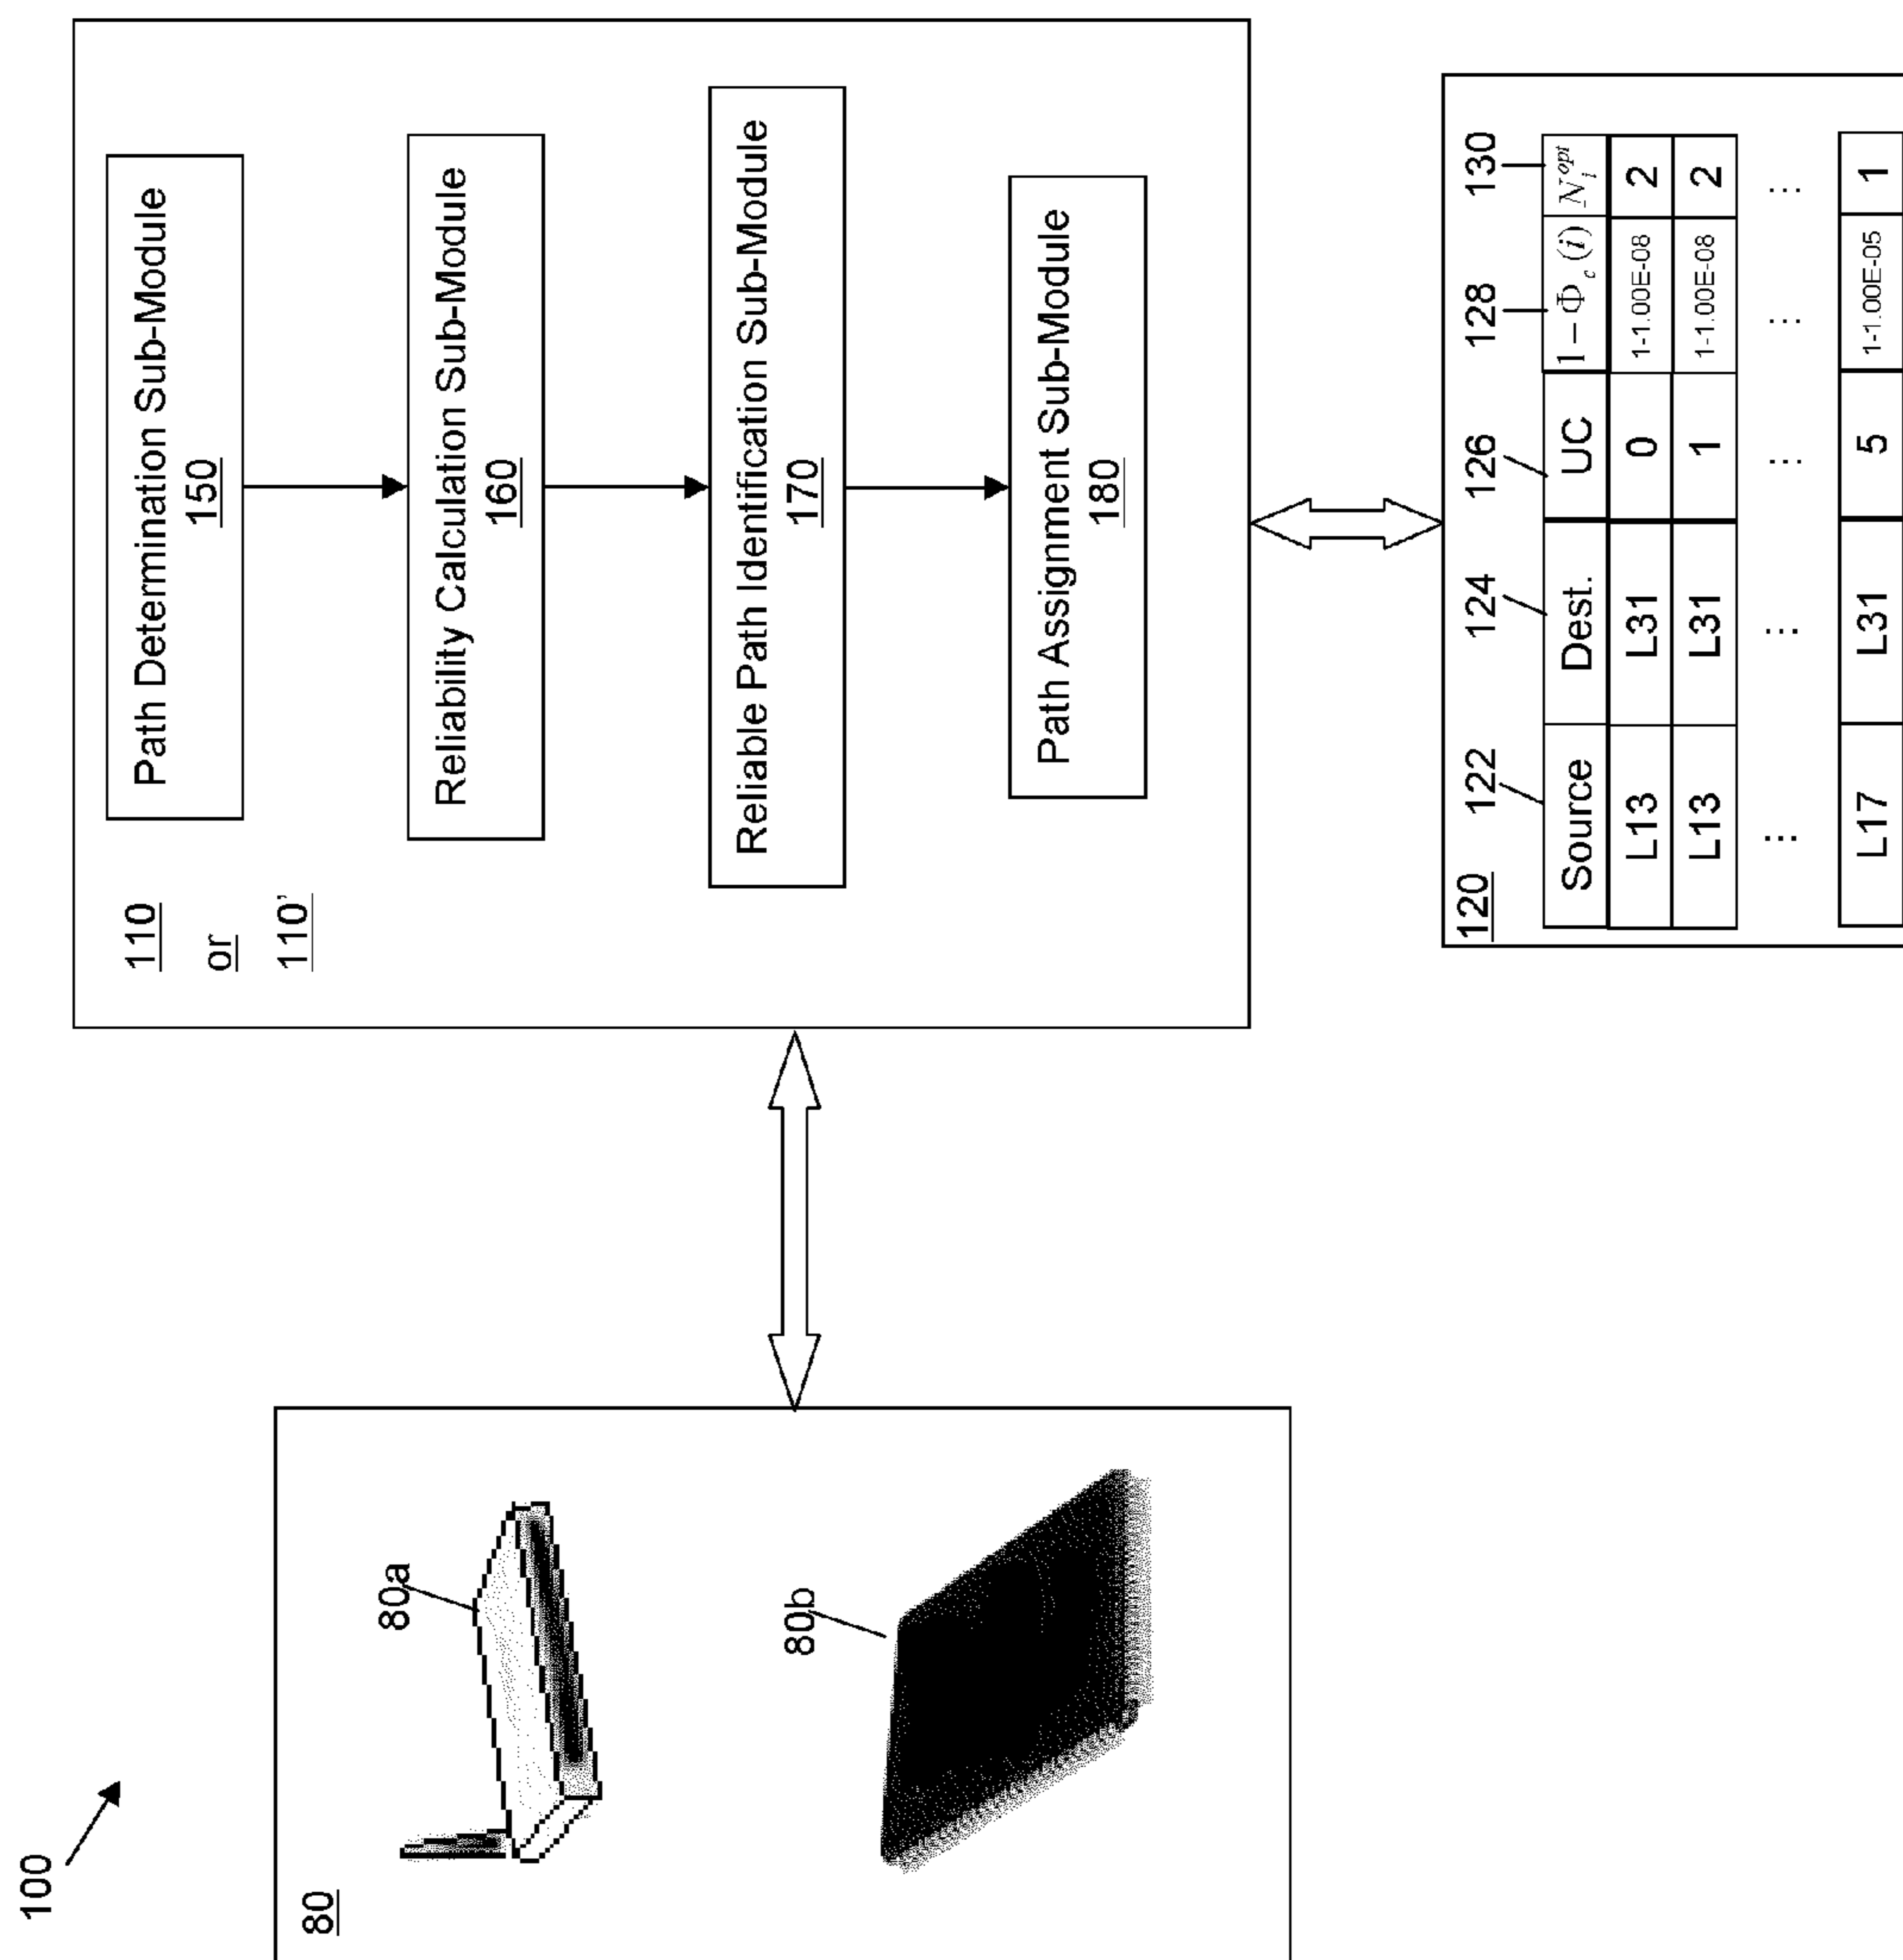 100
80
80a
80b
110
or
110'
Path Determination Sub-Module
150
Reliability Calculation Sub-Module
160
Reliable Path Identification Sub-Module
170
Path Assignment Sub-Module
180
120
122 124 126 128 130
Source Dest. UC 1−Φ_c(i) N_i^opt
L13 L31 0 1-1.00E-08 2
L13 L31 1 1-1.00E-08 2
... ... ... ... ...
L17 L31 5 1-1.00E-05 1